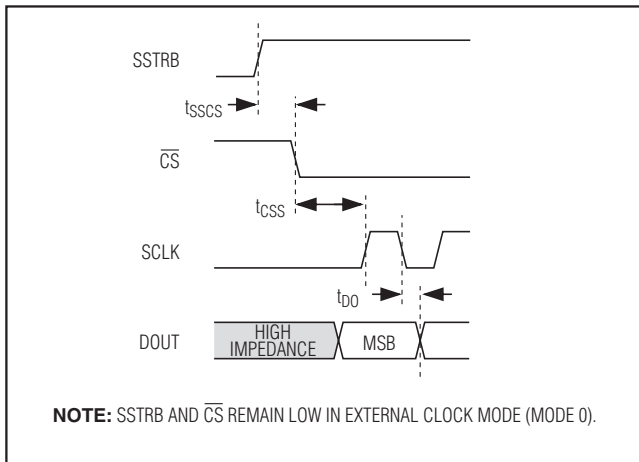 SSTRB
tSSCS
CS
tCSS
SCLK
tDO
DOUT
HIGH
IMPEDANCE
MSB
NOTE: SSTRB AND CS REMAIN LOW IN EXTERNAL CLOCK MODE (MODE 0).